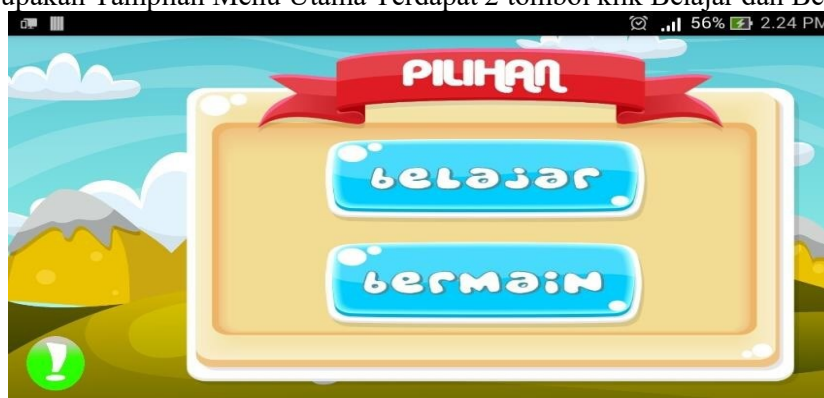 Tampilan Menu Utama Terdapat 2 tombol klik Belajar dan
56% 2.24 PM
PILIHAN
beLajar
berMaiN
!